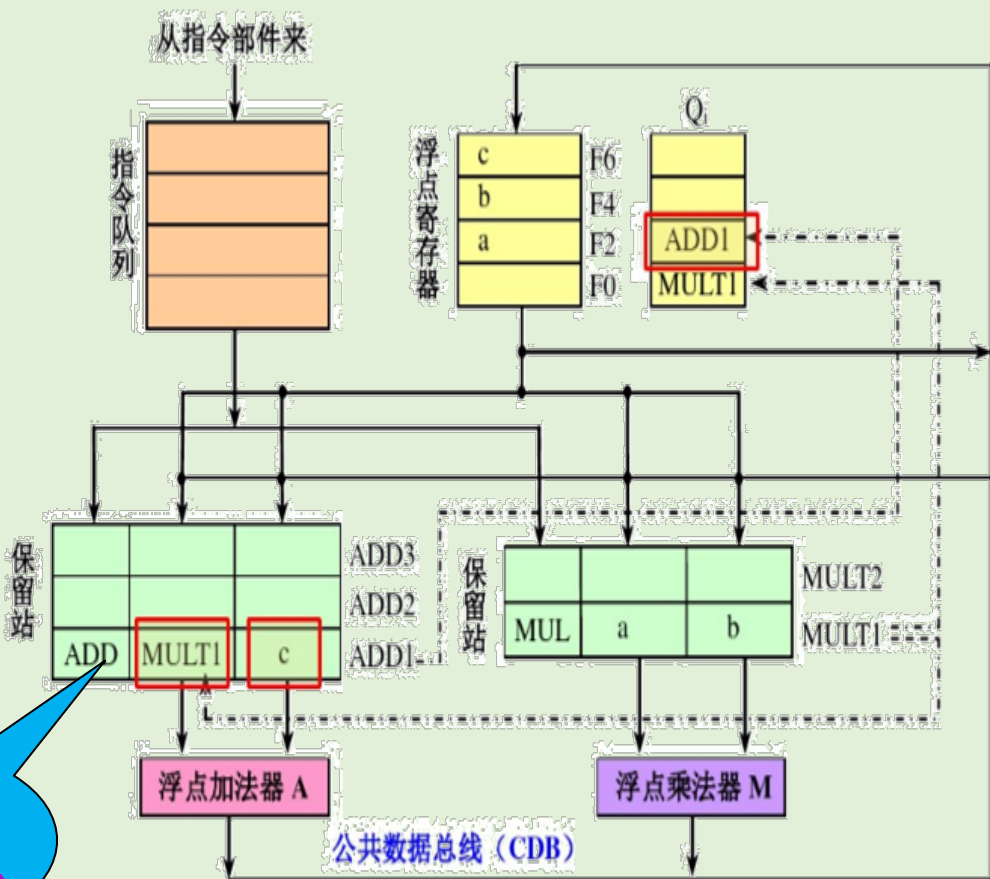 从指令部件来
指令队列
浮点寄存器
c
b
a
F6
F4
F2
F0
Qi
ADD1
MULT1
保留站
ADD3
ADD2
ADD MULT1 c ADD1
保留站
MULT2
MUL a b MULT1
浮点加法器 A
浮点乘法器 M
公共数据总线（CDB）